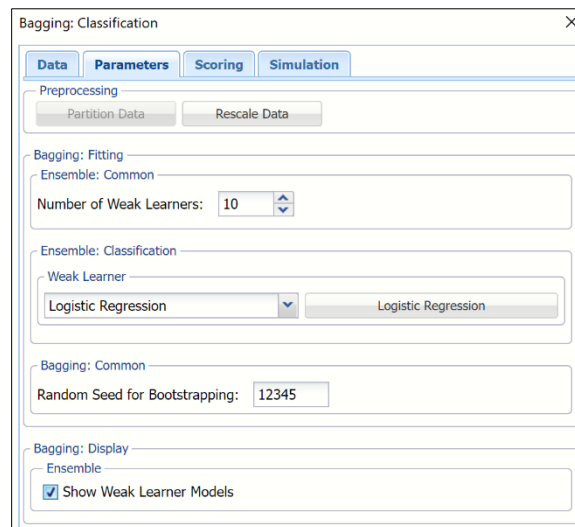 Bagging: Classification
Data Parameters Scoring Simulation
Preprocessing
Partition Data Rescale Data
Bagging: Fitting
Ensemble: Common
Number of Weak Learners: 10
Ensemble: Classification
Weak Learner
Logistic Regression Logistic Regression
Bagging: Common
Random Seed for Bootstrapping: 12345
Bagging: Display
Ensemble
Show Weak Learner Models